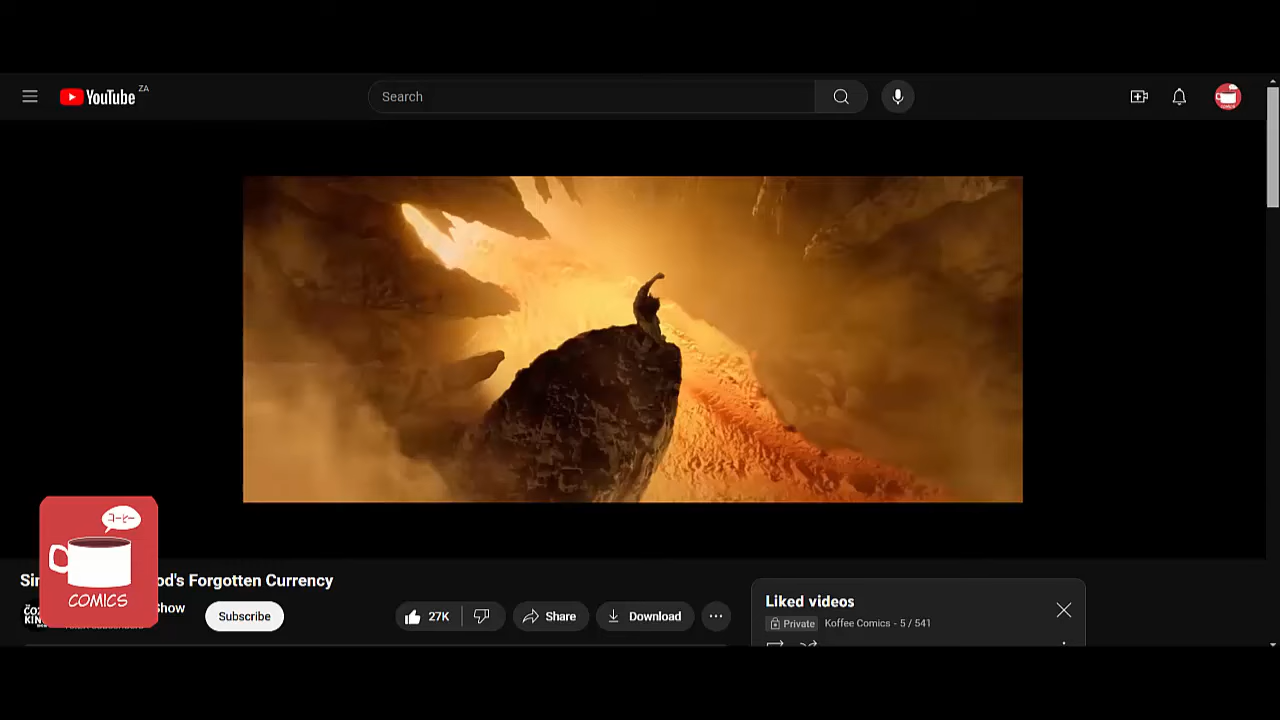 YouTube ZA
Search
コーヒー
COMICS
od's Forgotten Currency
Show
Subscribe
27K
Share
Download
Liked videos
Private Koffee Comics - 5 / 541